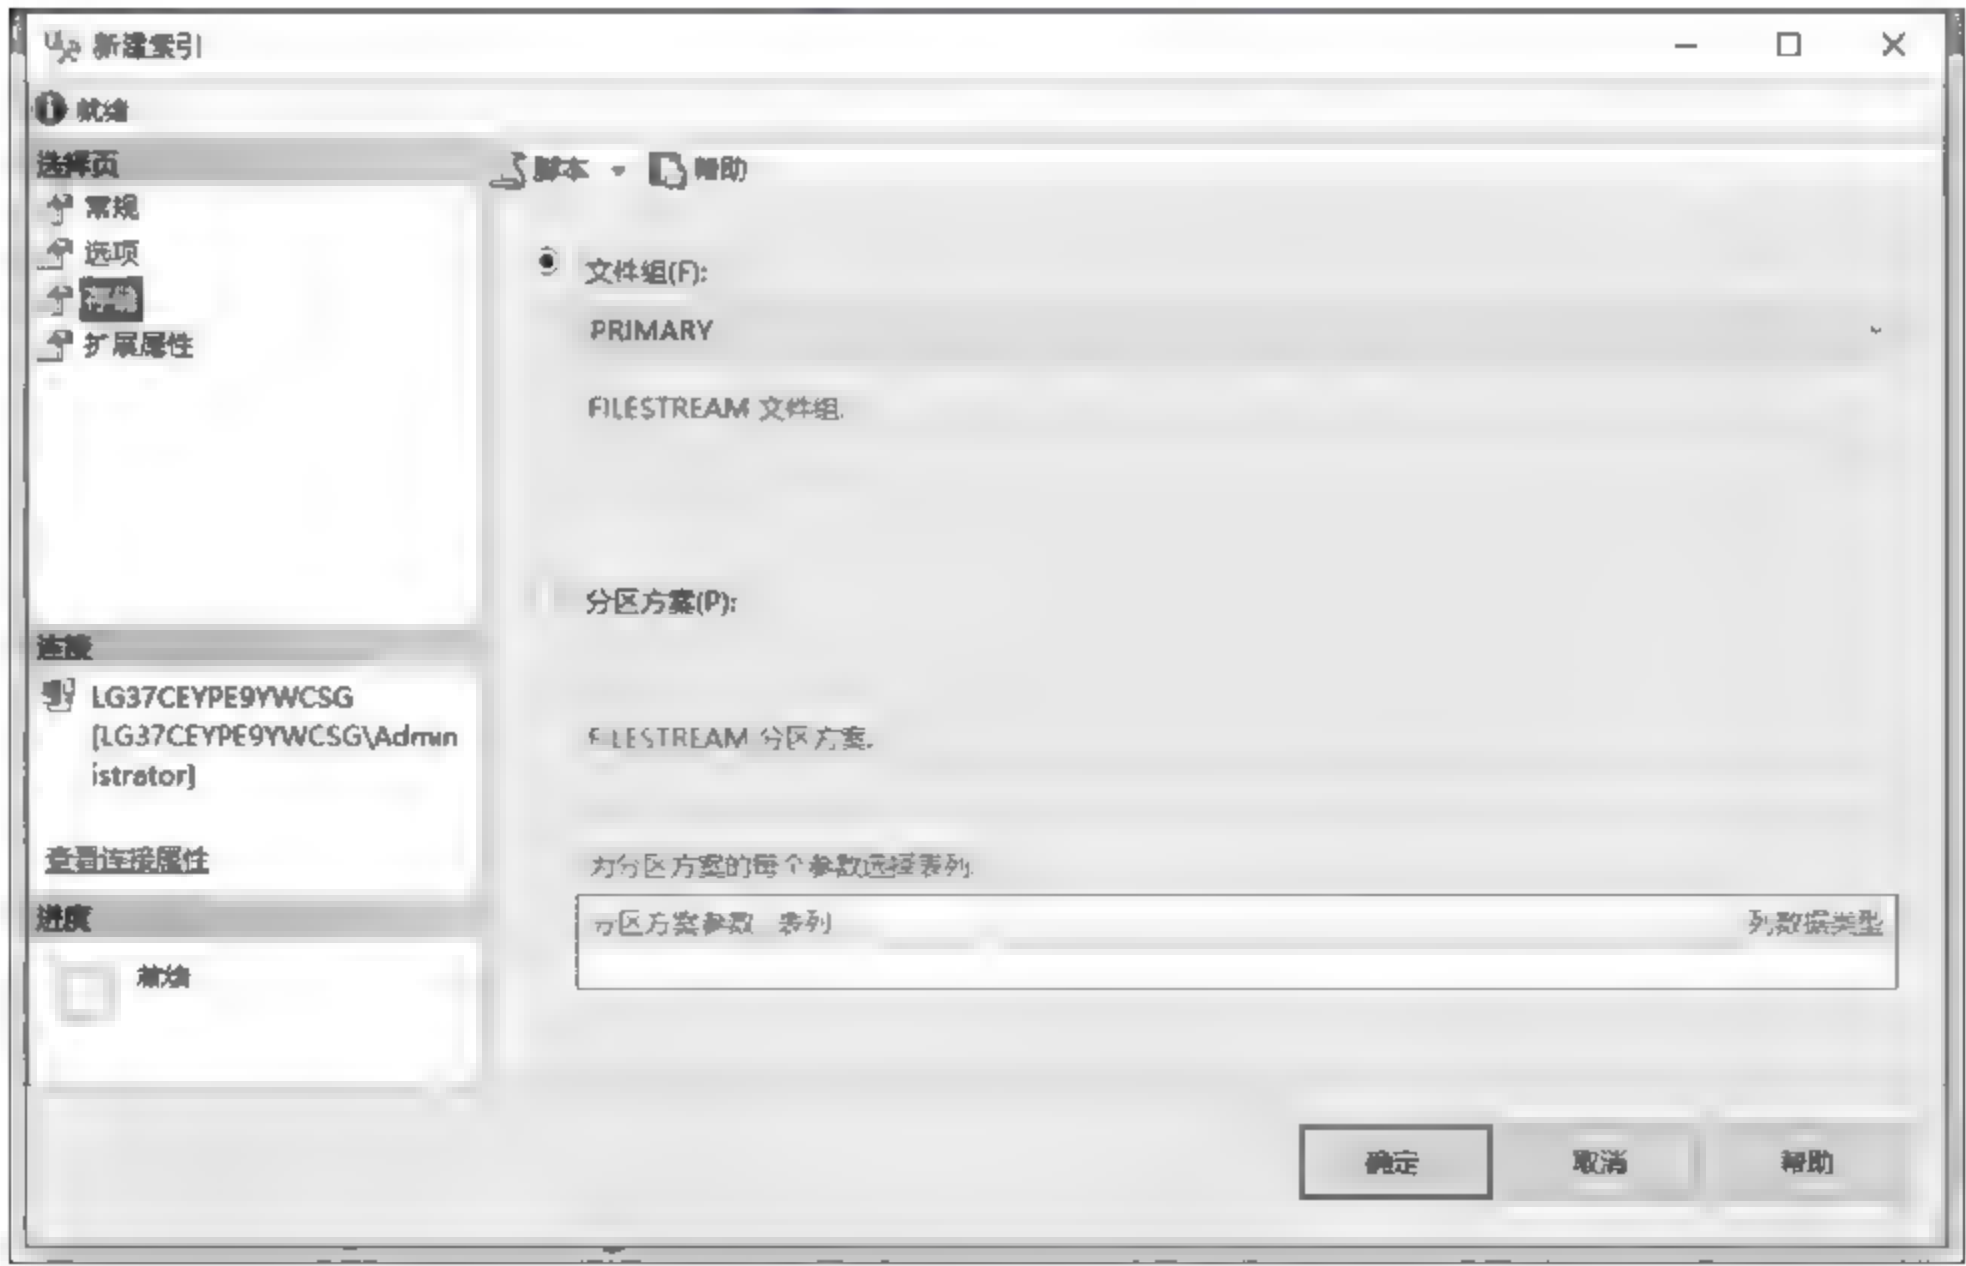 新建索引
就绪
选择页
常规
选项
存储
扩展属性
脚本 帮助
文件组(F):
PRIMARY
FILESTREAM 文件组:
分区方案(P):
FILESTREAM 分区方案:
为分区方案的每个参数选择表列:
分区方案参数 表列 列数据类型
连接
LG37CEYPE9YWCSG
[LG37CEYPE9YWCSG\Admin
istrator]
查看连接属性
进度
就绪
确定 取消 帮助